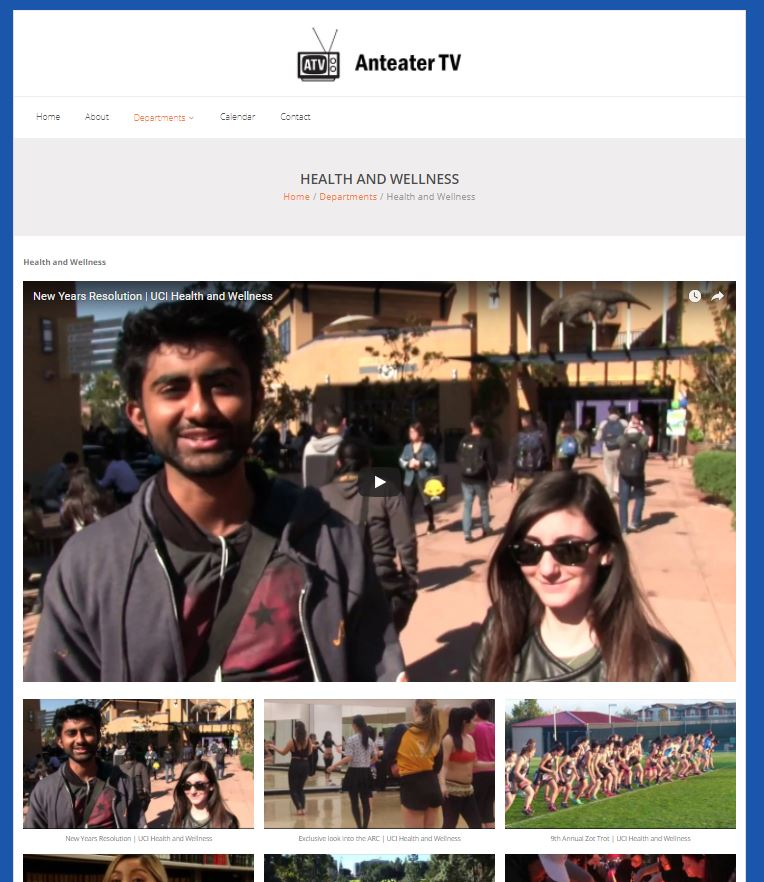 ATV
Anteater TV
Home About Departments Calendar Contact
HEALTH AND WELLNESS
Home / Departments / Health and Wellness
Health and Wellness
New Years Resolution | UCI Health and Wellness
New Years Resolution | UCI Health and Wellness
Exclusive look into the ARC | UCI Health and Wellness
9th Annual Zot Trot | UCI Health and Wellness